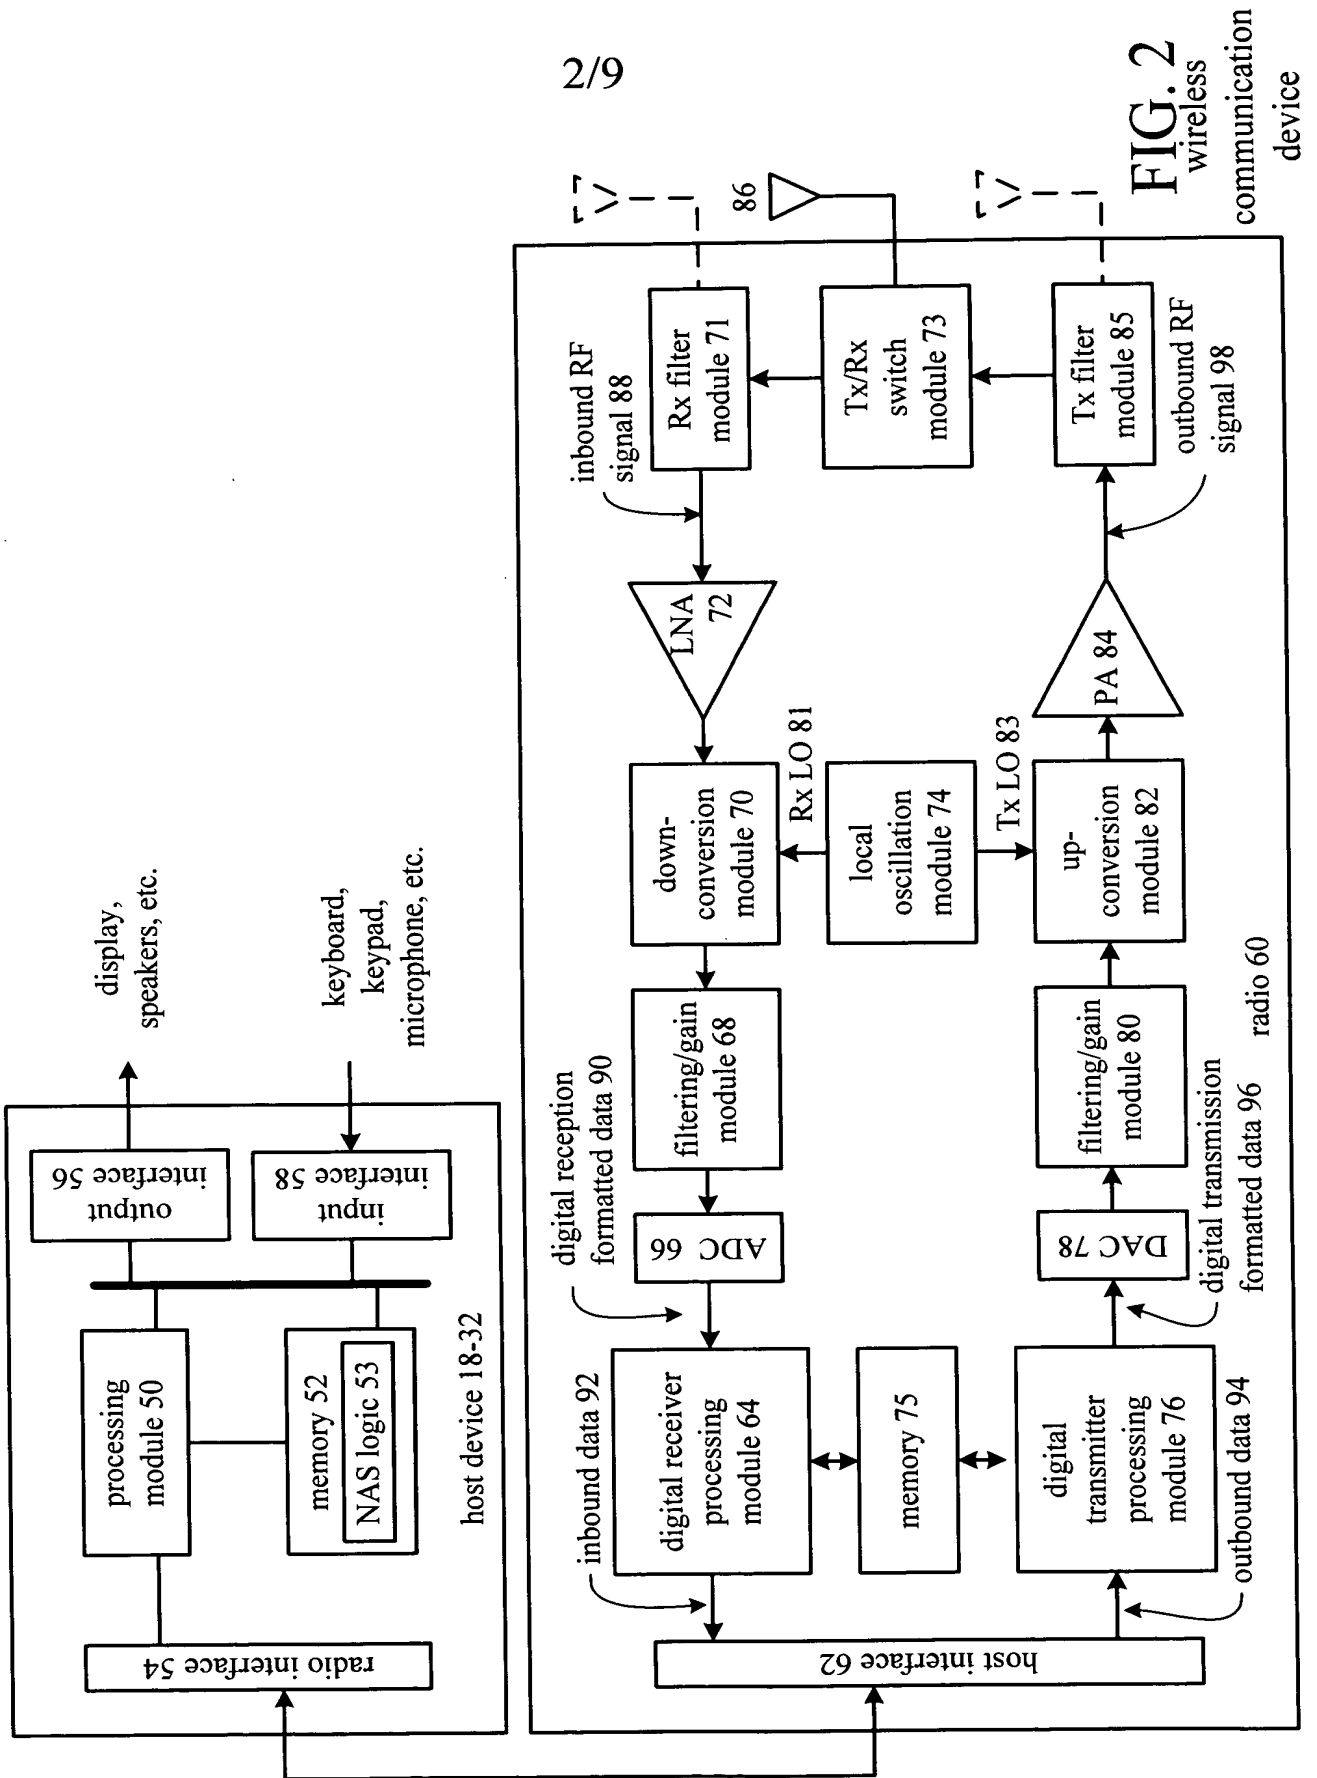 2/9
display,
speakers, etc.
keyboard,
keypad,
microphone, etc.
output
interface 56
input
interface 58
processing
module 50
memory 52
NAS logic 53
radio interface 54
host device 18-32
host interface 62
inbound data 92
digital receiver
processing
module 64
digital reception
formatted data 90
ADC 66
filtering/gain
module 68
down-
conversion
module 70
LNA
72
inbound RF
signal 88
Rx filter
module 71
86
Tx/Rx
switch
module 73
Rx LO 81
local
oscillation
module 74
Tx LO 83
memory 75
outbound data 94
digital
transmitter
processing
module 76
digital transmission
formatted data 96
DAC 78
filtering/gain
module 80
up-
conversion
module 82
PA 84
outbound RF
signal 98
Tx filter
module 85
radio 60
FIG. 2
wireless
communication
device